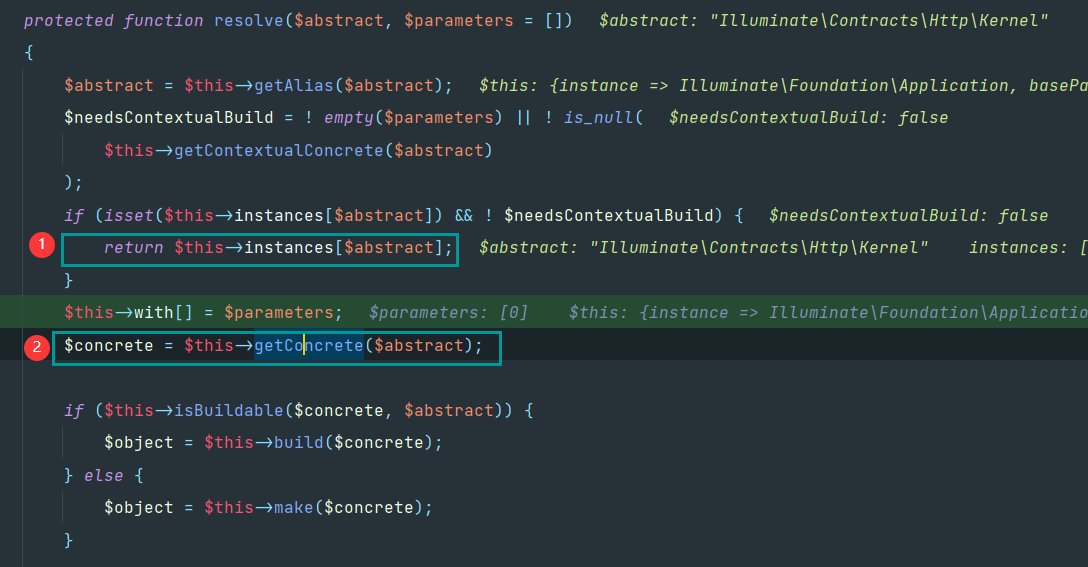 protected function resolve($abstract, $parameters = []) $abstract: "Illuminate\Contracts\Http\Kernel"
{
$abstract = $this->getAlias($abstract); $this: {instance => Illuminate\Foundation\Application, basePa
$needsContextualBuild = ! empty($parameters) || ! is_null( $needsContextualBuild: false
$this->getContextualConcrete($abstract)
);
if (isset($this->instances[$abstract]) && ! $needsContextualBuild) { $needsContextualBuild: false
1 return $this->instances[$abstract]; $abstract: "Illuminate\Contracts\Http\Kernel" instances: [
}
$this->with[] = $parameters; $parameters: [0] $this: {instance => Illuminate\Foundation\Applicatio
2 $concrete = $this->getConcrete($abstract);
if ($this->isBuildable($concrete, $abstract)) {
$object = $this->build($concrete);
} else {
$object = $this->make($concrete);
}